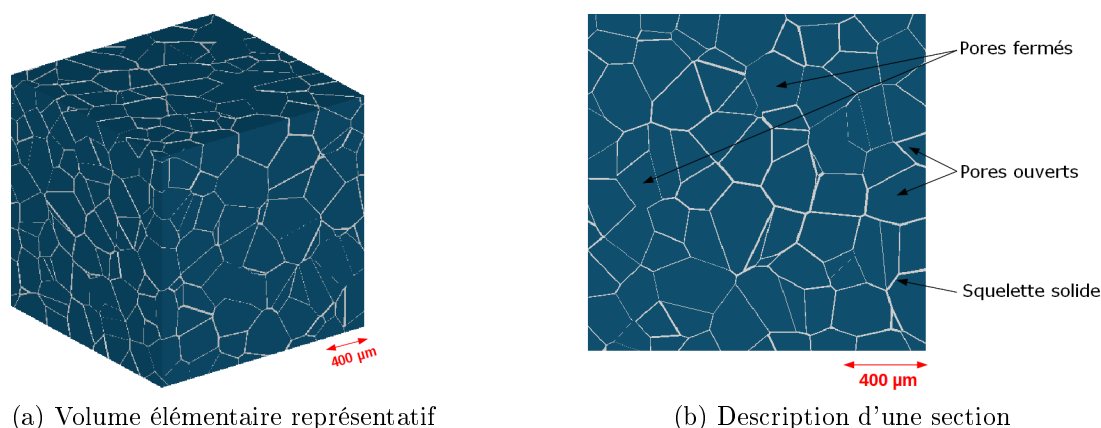 Pores fermés
Pores ouverts
Squelette solide
400 µm
400 µm
(a) Volume élémentaire représentatif
(b) Description d'une section